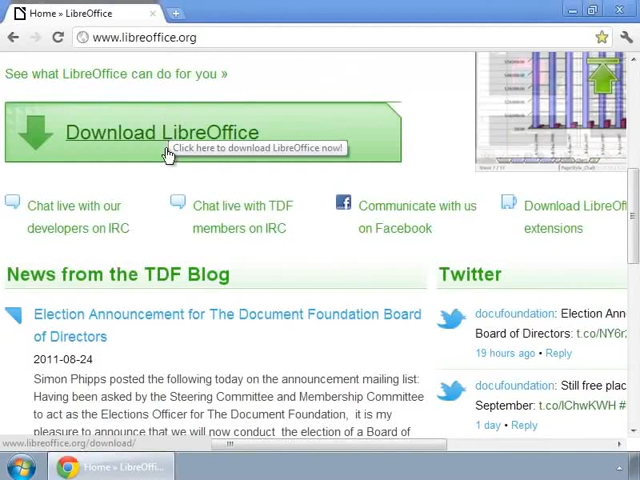 Home » LibreOffice
www.libreoffice.org
See what LibreOffice can do for you »
Download LibreOffice
Click here to download LibreOffice now!
Chat live with our
developers on IRC
Chat live with TDF
members on IRC
Communicate with us
on Facebook
Download LibreOff
extensions
News from the TDF Blog
Election Announcement for The Document Foundation Board
of Directors
2011-08-24
Simon Phipps posted the following today on the announcement mailing list:
Having been asked by the Steering Committee and Membership Committee
to act as the Elections Officer for The Document Foundation, it is my
pleasure to announce that we will now conduct the election of a Board of
Twitter
docufoundation: Election Ann
Board of Directors: t.co/NY6r
19 hours ago • Reply
docufoundation: Still free plac
September: t.co/lChwKWH #
1 day • Reply
www.libreoffice.org/download/
Home » LibreOffi...